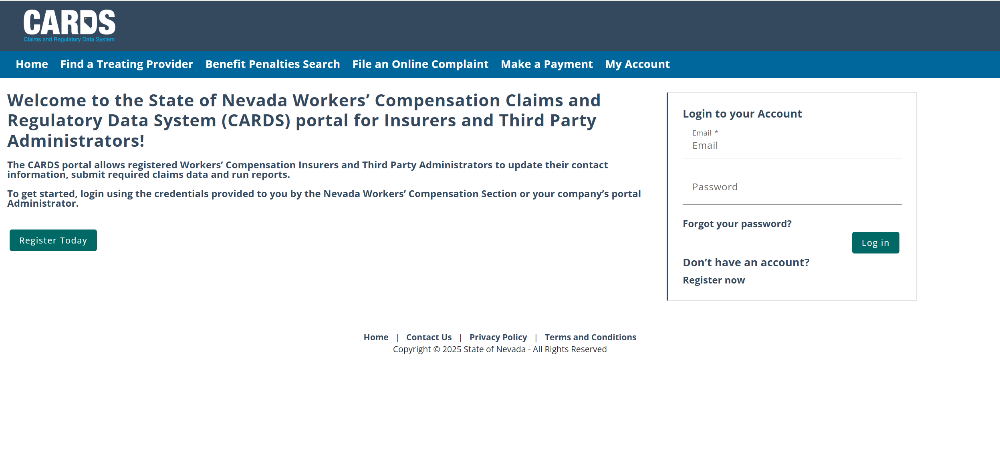 CARDS
Claims and Regulatory Data System
Home Find a Treating Provider Benefit Penalties Search File an Online Complaint Make a Payment My Account
Welcome to the State of Nevada Workers’ Compensation Claims and
Regulatory Data System (CARDS) portal for Insurers and Third Party
Administrators!
The CARDS portal allows registered Workers’ Compensation Insurers and Third Party Administrators to update their contact
information, submit required claims data and run reports.
To get started, login using the credentials provided to you by the Nevada Workers’ Compensation Section or your company’s portal
Administrator.
Register Today
Login to your Account
Email *
Email
Password
Forgot your password?
Log in
Don’t have an account?
Register now
Home | Contact Us | Privacy Policy | Terms and Conditions
Copyright © 2025 State of Nevada - All Rights Reserved